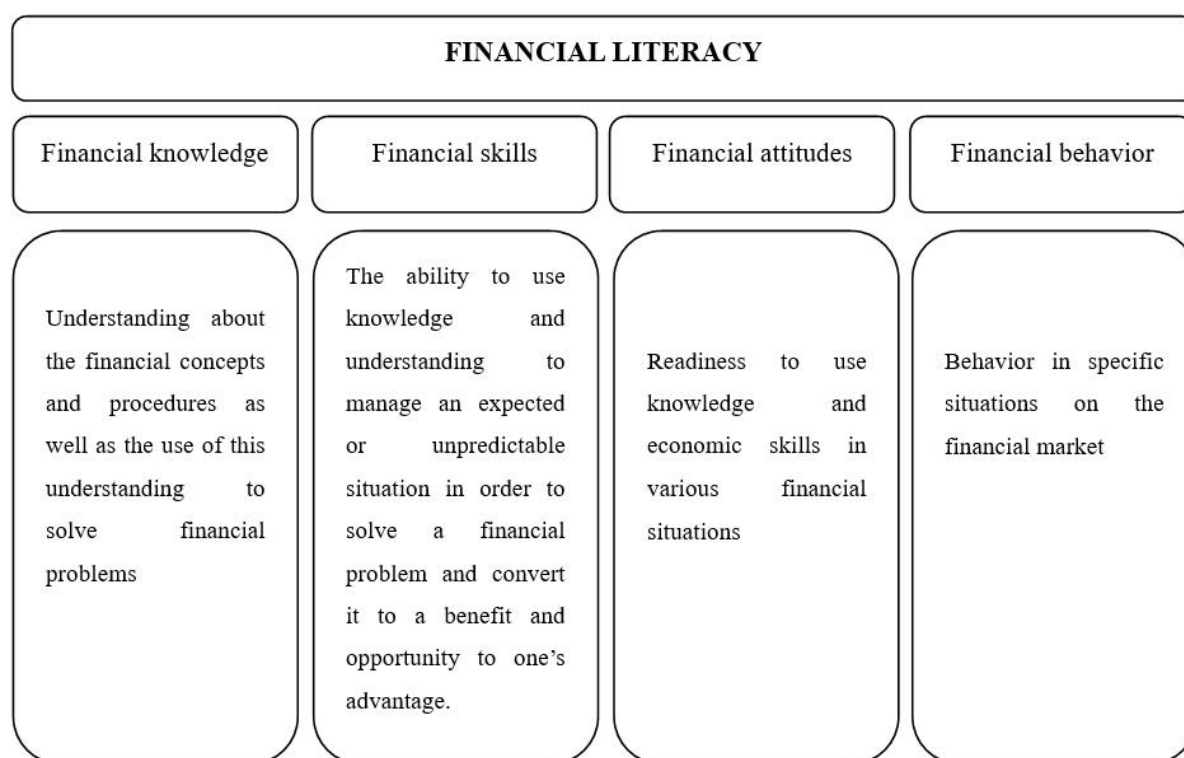 FINANCIAL LITERACY
Financial knowledge
Financial skills
Financial attitudes
Financial behavior
Understanding about
the financial concepts
and procedures as
well as the use of this
understanding to
solve financial
problems
The ability to use
knowledge and
understanding to
manage an expected
or unpredictable
situation in order to
solve a financial
problem and convert
it to a benefit and
opportunity to one’s
advantage.
Readiness to use
knowledge and
economic skills in
various financial
situations
Behavior in specific
situations on the
financial market